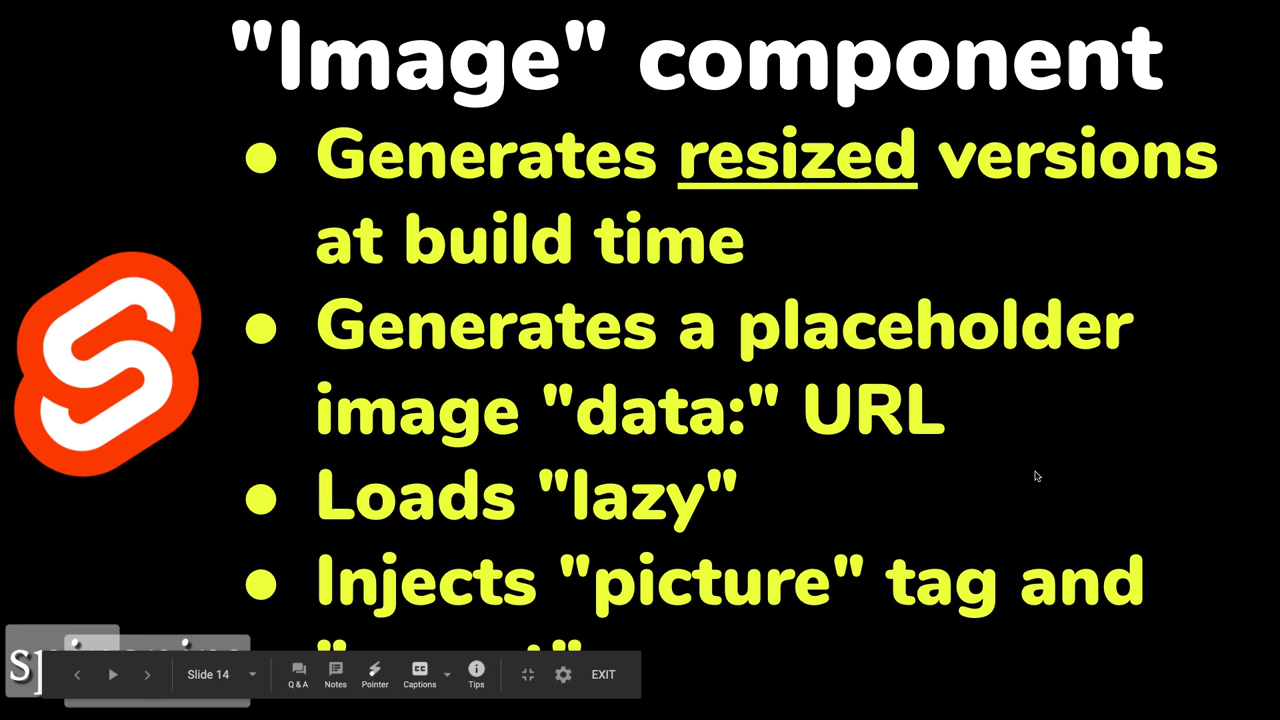 "Image" component
● Generates resized versions
at build time
● Generates a placeholder
image "data:" URL
● Loads "lazy"
● Injects "picture" tag and
Slide 14
Q & A
Notes
Pointer
CC
Captions
Tips
EXIT